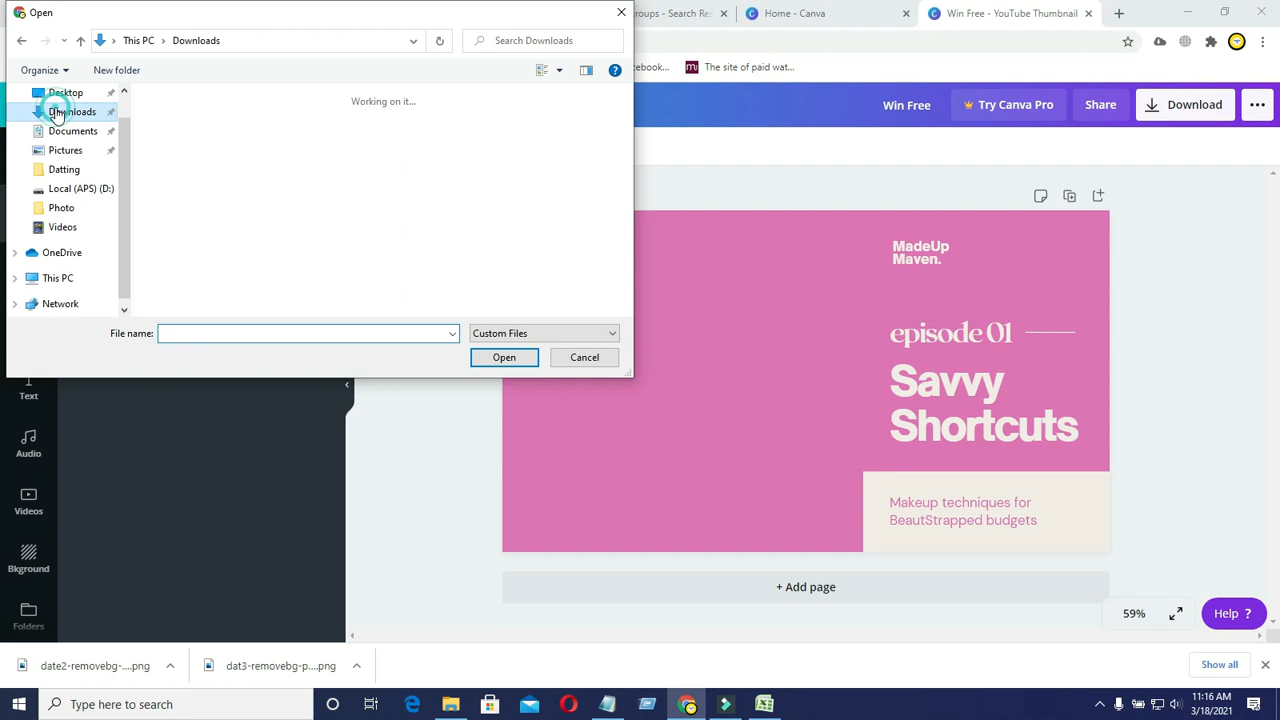 Open
groups - Search Res
Home - Canva
Win Free - YouTube Thumbnail
This PC
Downloads
Search Downloads
Organize
New folder
cebook...
The site of paid wat...
Desktop
Downloads
Documents
Pictures
Datting
Local (APS) (D:)
Photo
Videos
OneDrive
This PC
Network
Working on it...
File name:
Custom Files
Open
Cancel
Win Free
Try Canva Pro
Share
Download
MadeUp
Maven.
episode 01
Savvy
Shortcuts
Makeup techniques for
BeautStrapped budgets
+ Add page
Text
Audio
Videos
Bkground
Folders
59%
Help ?
date2-removebg-....png
dat3-removebg-p....png
Show all
Type here to search
11:16 AM
3/18/2021